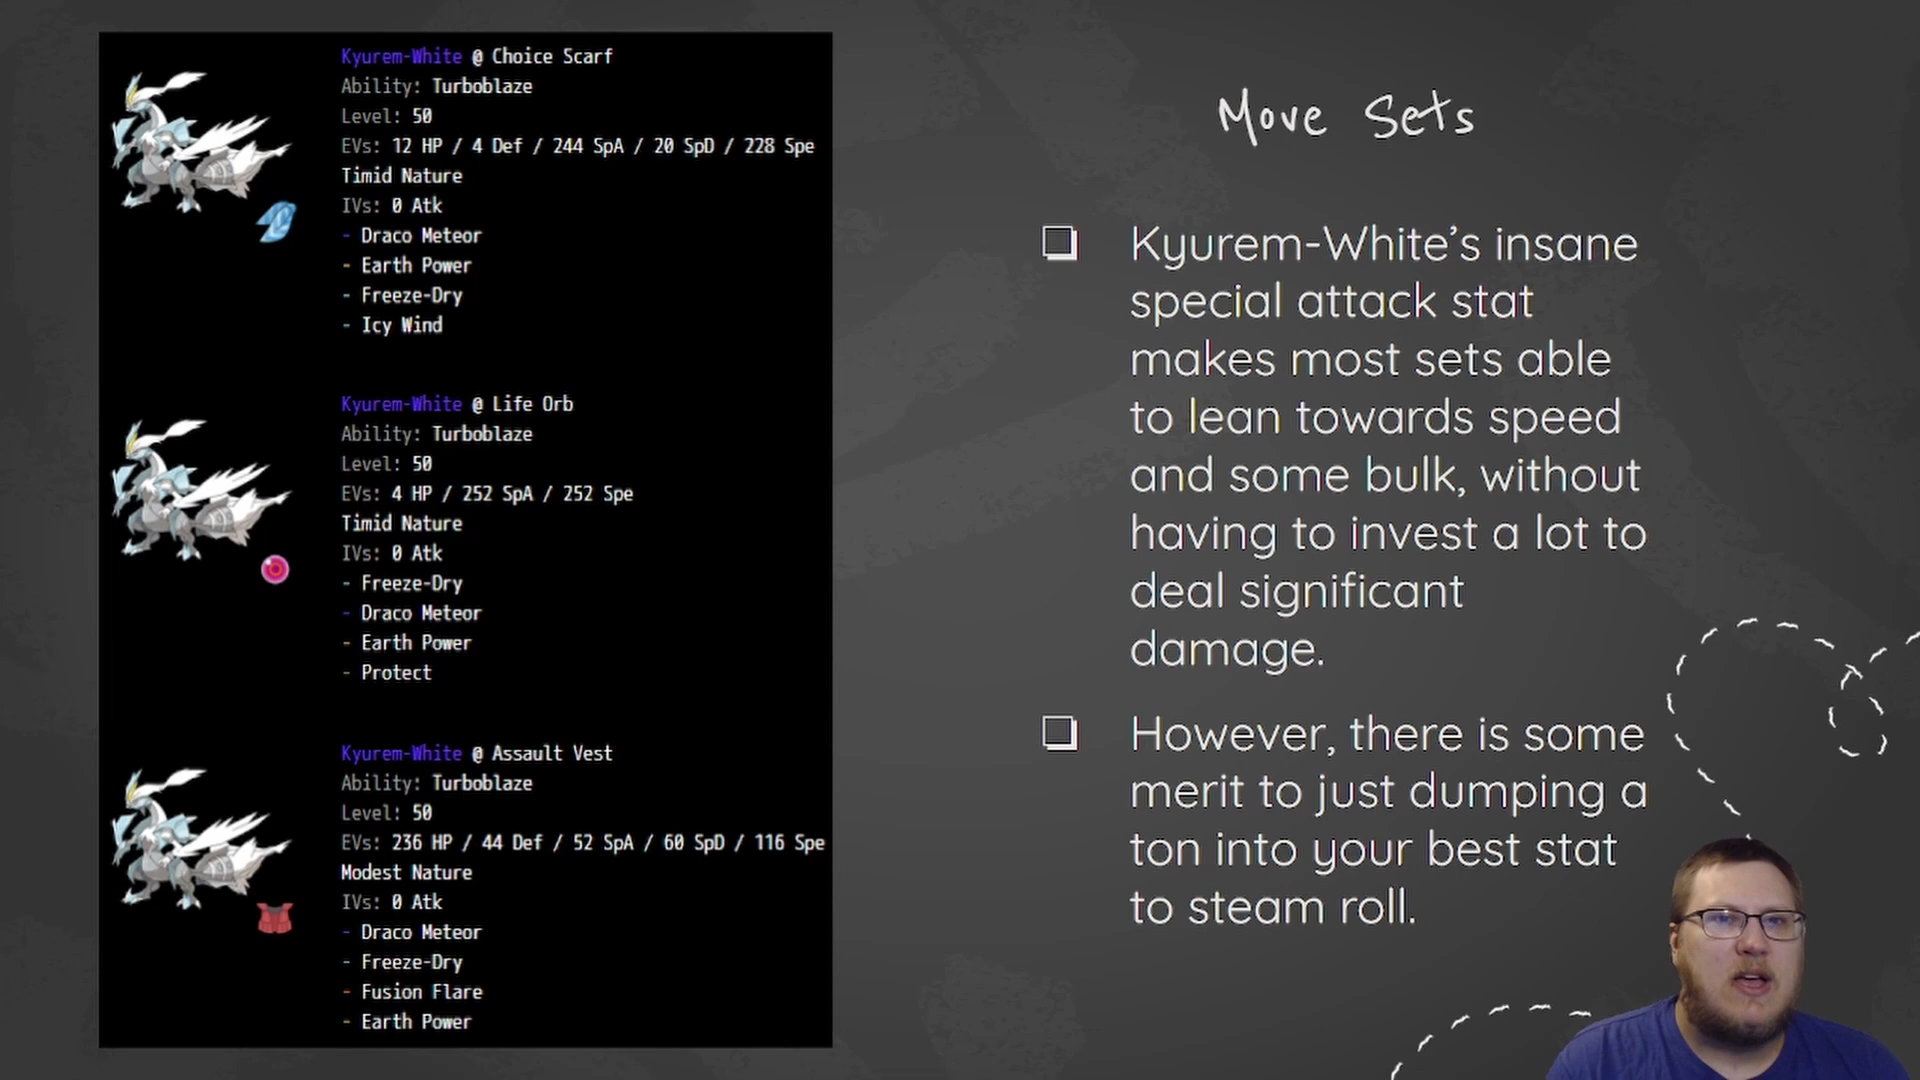 Kyurem-White @ Choice Scarf
Ability: Turboblaze
Level: 50
EVs: 12 HP / 4 Def / 244 SpA / 20 SpD / 228 Spe
Timid Nature
IVs: 0 Atk
- Draco Meteor
- Earth Power
- Freeze-Dry
- Icy Wind
Kyurem-White @ Life Orb
Ability: Turboblaze
Level: 50
EVs: 4 HP / 252 SpA / 252 Spe
Timid Nature
IVs: 0 Atk
- Freeze-Dry
- Draco Meteor
- Earth Power
- Protect
Kyurem-White @ Assault Vest
Ability: Turboblaze
Level: 50
EVs: 236 HP / 44 Def / 52 SpA / 60 SpD / 116 Spe
Modest Nature
IVs: 0 Atk
- Draco Meteor
- Freeze-Dry
- Fusion Flare
- Earth Power
Move Sets
Kyurem-White’s insane
special attack stat
makes most sets able
to lean towards speed
and some bulk, without
having to invest a lot to
deal significant
damage.
However, there is some
merit to just dumping a
ton into your best stat
to steam roll.